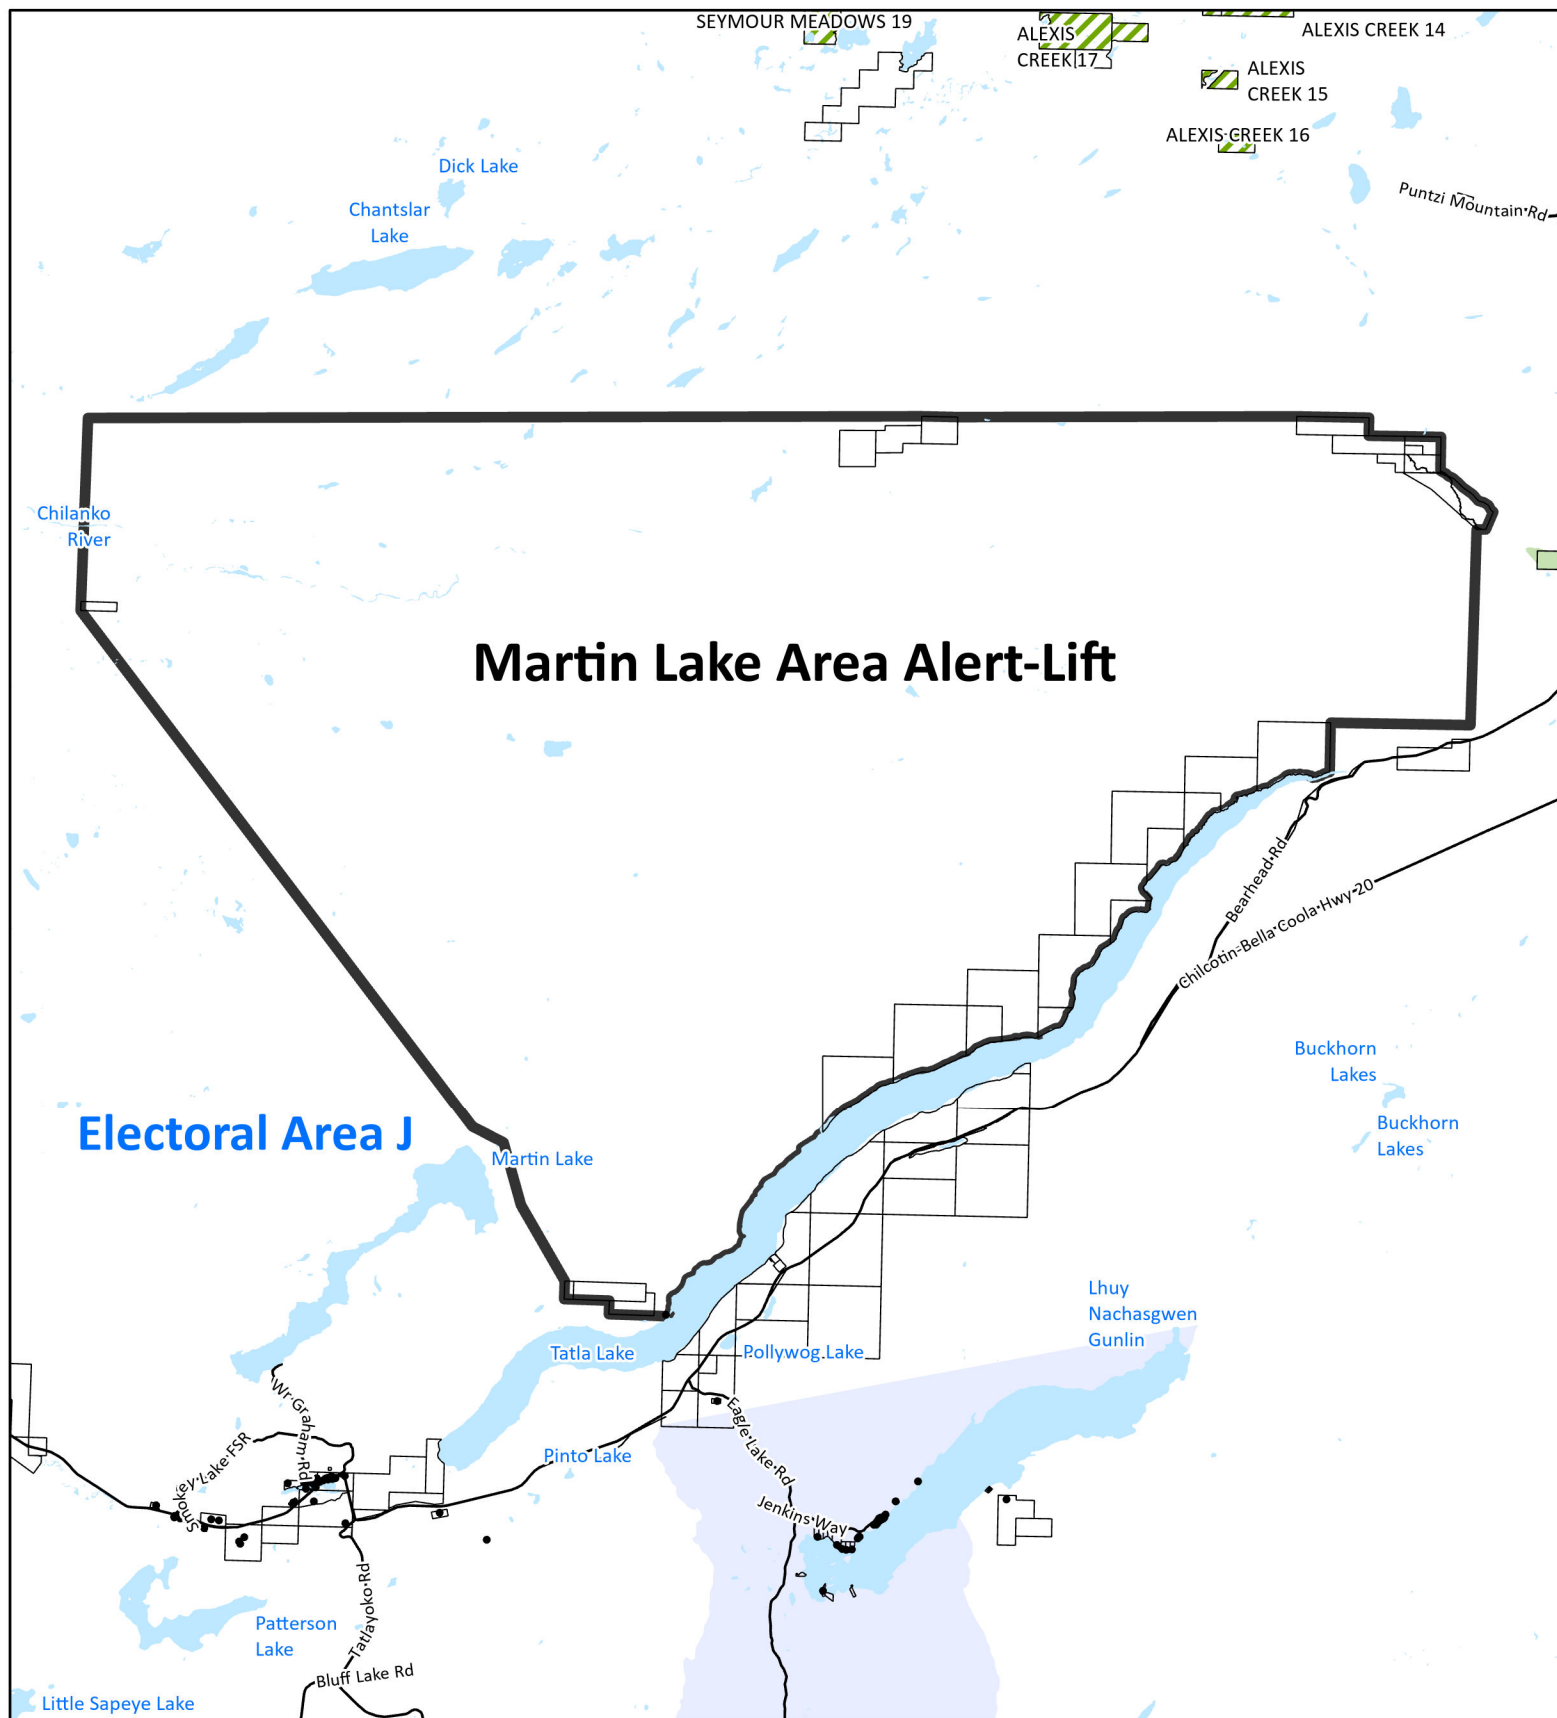 SEYMOUR MEADOWS 19
ALEXIS
CREEK 17
ALEXIS CREEK 14
ALEXIS
CREEK 15
ALEXIS CREEK 16
Dick Lake
Puntzi Mountain Rd
Chantslar
Lake
Chilanko
River
Martin Lake Area Alert-Lift
Bearhead Rd
Chilcotin-Bella Coola Hwy 20
Buckhorn
Lakes
Buckhorn
Lakes
Electoral Area J
Martin Lake
Lhuy
Nachasgwen
Gunlin
Tatla Lake
Pollywog Lake
Wr Graham Rd
Eagle Lake Rd
Smokey Lake FSR
Pinto Lake
Jenkins Way
Tatlayoko Rd
Patterson
Lake
Bluff Lake Rd
Little Sapeye Lake